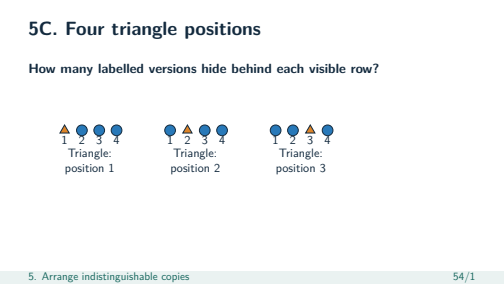 5C. Four triangle positions
How many labelled versions hide behind each visible row?
1 2 3 4
Triangle:
position 1
1 2 3 4
Triangle:
position 2
1 2 3 4
Triangle:
position 3
5. Arrange indistinguishable copies
54/1